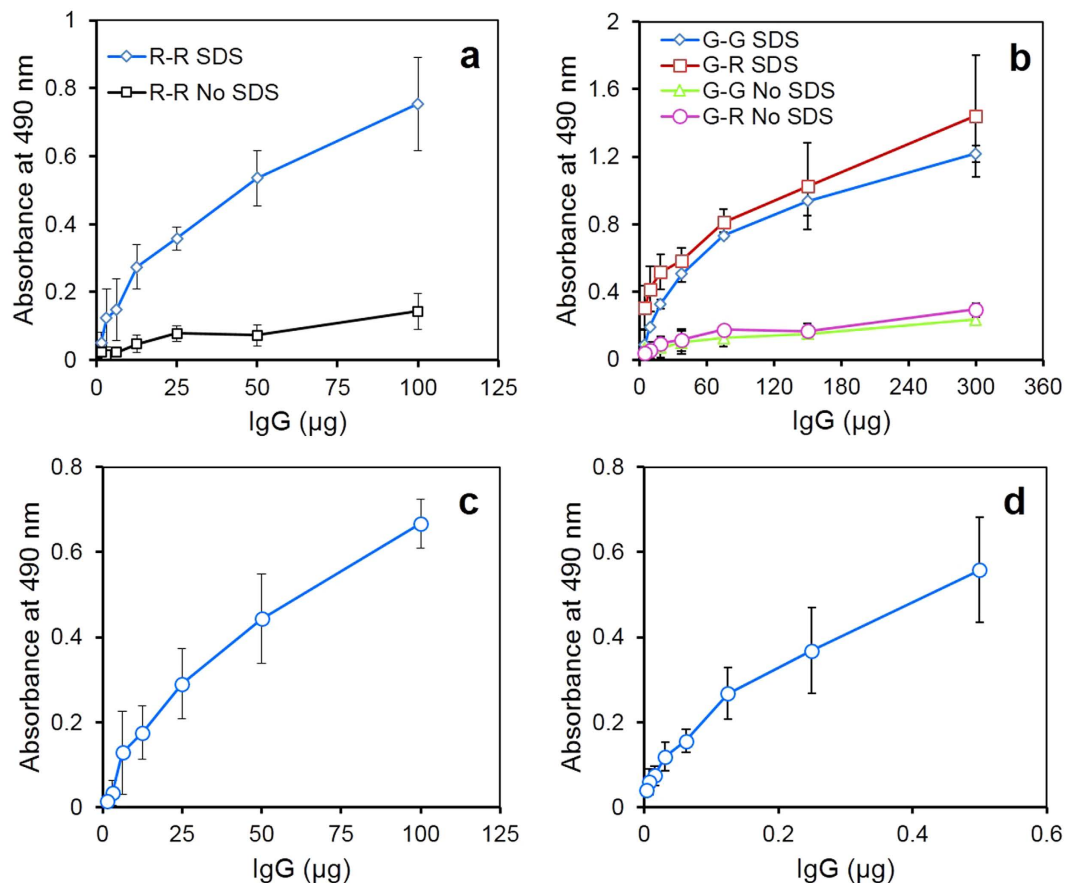 a
R-R SDS
R-R No SDS
Absorbance at 490 nm
1
0.8
0.6
0.4
0.2
0
0 25 50 75 100 125
IgG (µg)
b
G-G SDS
G-R SDS
G-G No SDS
G-R No SDS
Absorbance at 490 nm
2
1.6
1.2
0.8
0.4
0
0 60 120 180 240 300 360
IgG (µg)
c
Absorbance at 490 nm
0.8
0.6
0.4
0.2
0
0 25 50 75 100 125
IgG (µg)
d
Absorbance at 490 nm
0.8
0.6
0.4
0.2
0
0 0.2 0.4 0.6
IgG (µg)